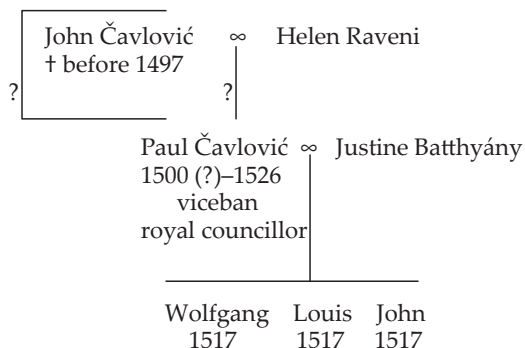 John Čavlović ∞ Helen Raveni
† before 1497
? ?
Paul Čavlović ∞ Justine Batthyány
1500 (?)–1526
viceban
royal councillor
Wolfgang Louis John
1517 1517 1517